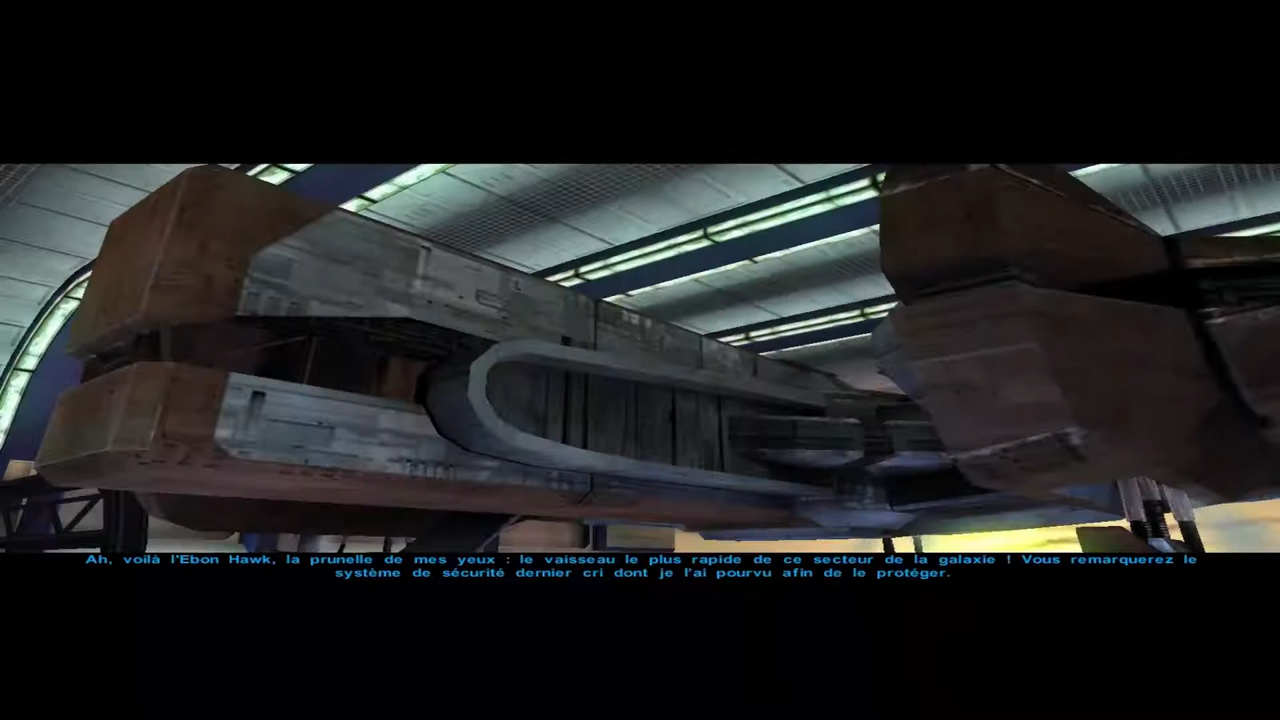 Ah, voilà l'Ebon Hawk, la prunelle de mes yeux : le vaisseau le plus rapide de ce secteur de la galaxie ! Vous remarquerez le
système de sécurité dernier cri dont je l'ai pourvu afin de le protéger.